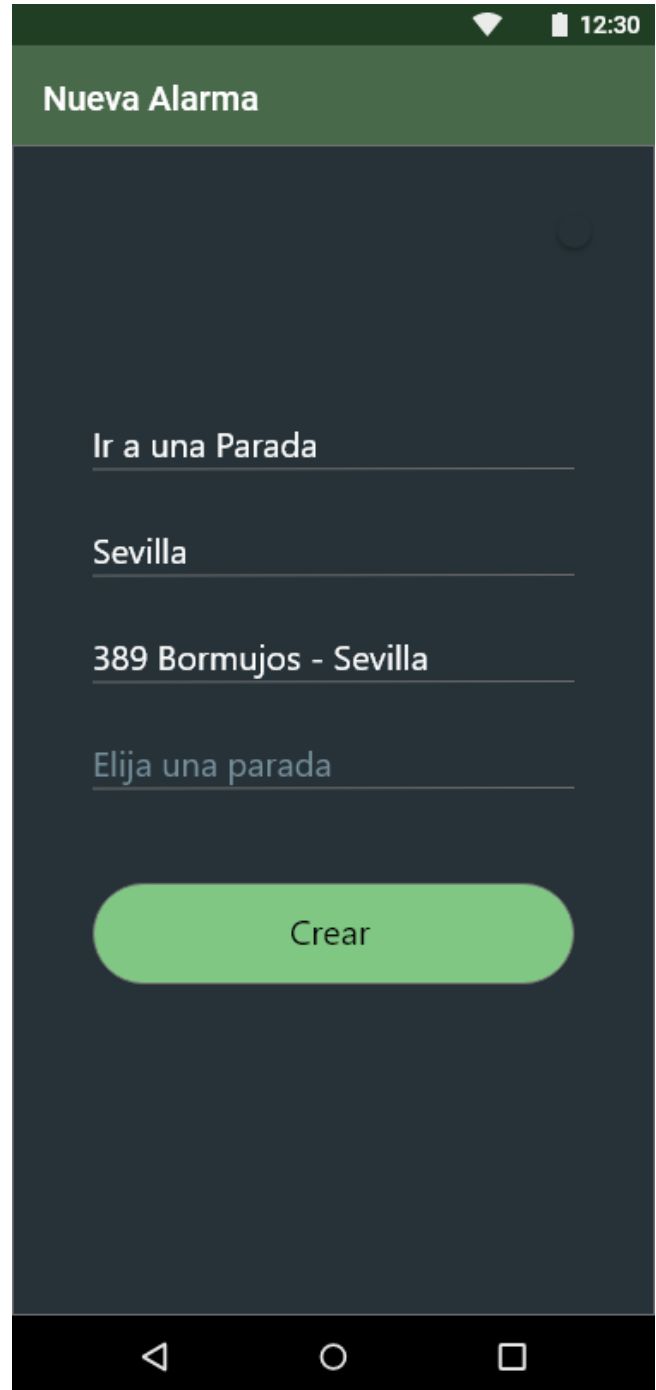 12:30
Nueva Alarma
Ir a una Parada
Sevilla
389 Bormujos - Sevilla
Elija una parada
Crear